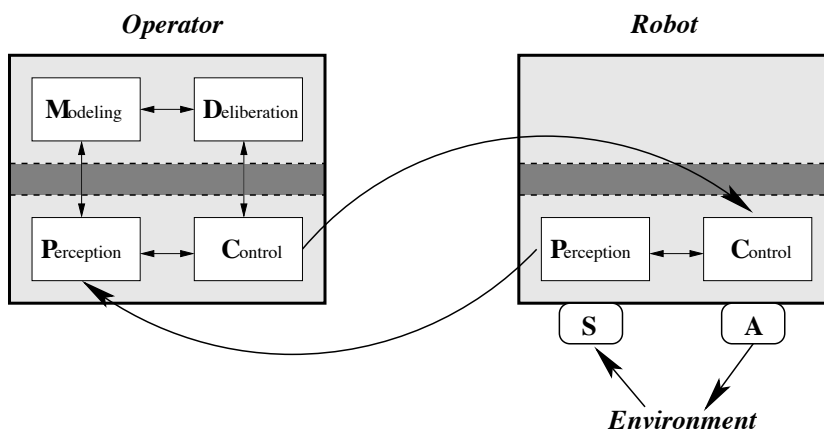 Operator
Robot
Modeling
Deliberation
Perception
Control
Perception
Control
S
A
Environment